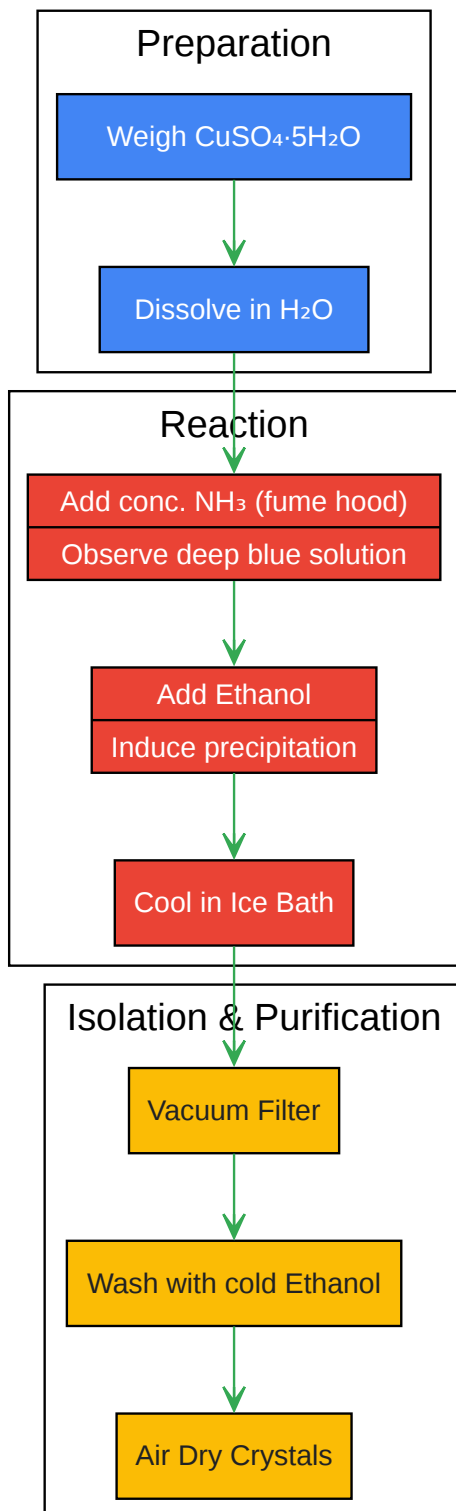 Preparation
Weigh CuSO₄·5H₂O
Dissolve in H₂O
Reaction
Add conc. NH₃ (fume hood)
Observe deep blue solution
Add Ethanol
Induce precipitation
Cool in Ice Bath
Isolation & Purification
Vacuum Filter
Wash with cold Ethanol
Air Dry Crystals